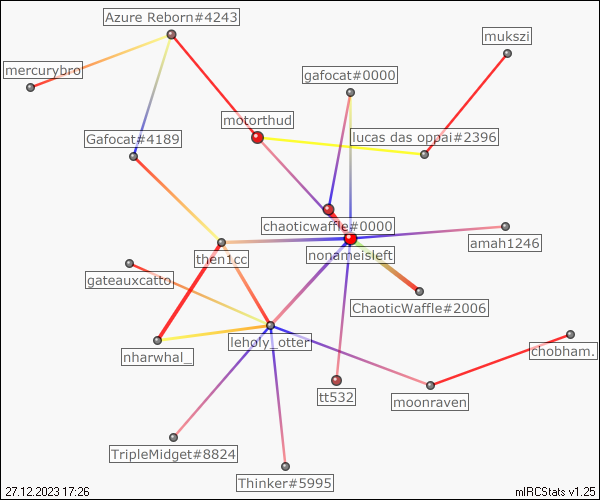 Azure Reborn#4243
mukszi
mercurybro
gafocat#0000
motorthud
lucas das oppai#2396
Gafocat#4189
chaoticwaffle#0000
amah1246
then1cc
nonameisleft
gateauxcatto
ChaoticWaffle#2006
leholy_otter
nharwhal_
chobham.
tt532
moonraven
TripleMidget#8824
Thinker#5995
27.12.2023 17:26
mIRCStats v1.25